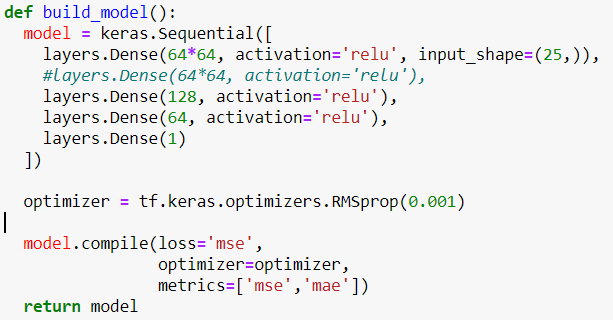 def build_model():
  model = keras.Sequential([
    layers.Dense(64*64, activation='relu', input_shape=(25,)),
    #layers.Dense(64*64, activation='relu'),
    layers.Dense(128, activation='relu'),
    layers.Dense(64, activation='relu'),
    layers.Dense(1)
  ])

  optimizer = tf.keras.optimizers.RMSprop(0.001)

  model.compile(loss='mse',
                optimizer=optimizer,
                metrics=['mse','mae'])
  return model